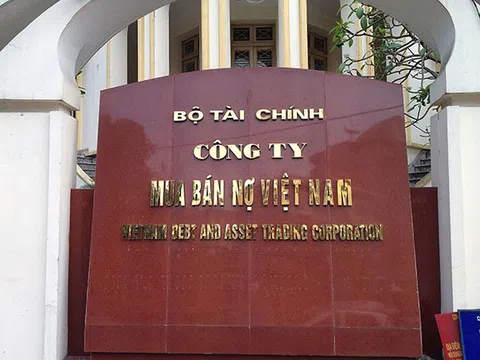 BỘ TÀI CHÍNH
CÔNG TY
MUA BÁN NỢ VIỆT NAM
VIETNAM DEBT AND ASSET TRADING CORPORATION